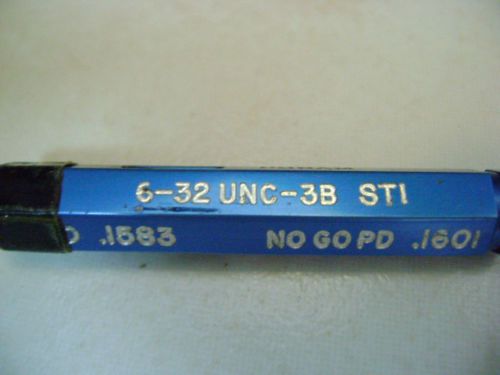 6-32 UNC-3B STI
.1583 NO GO PD .1601